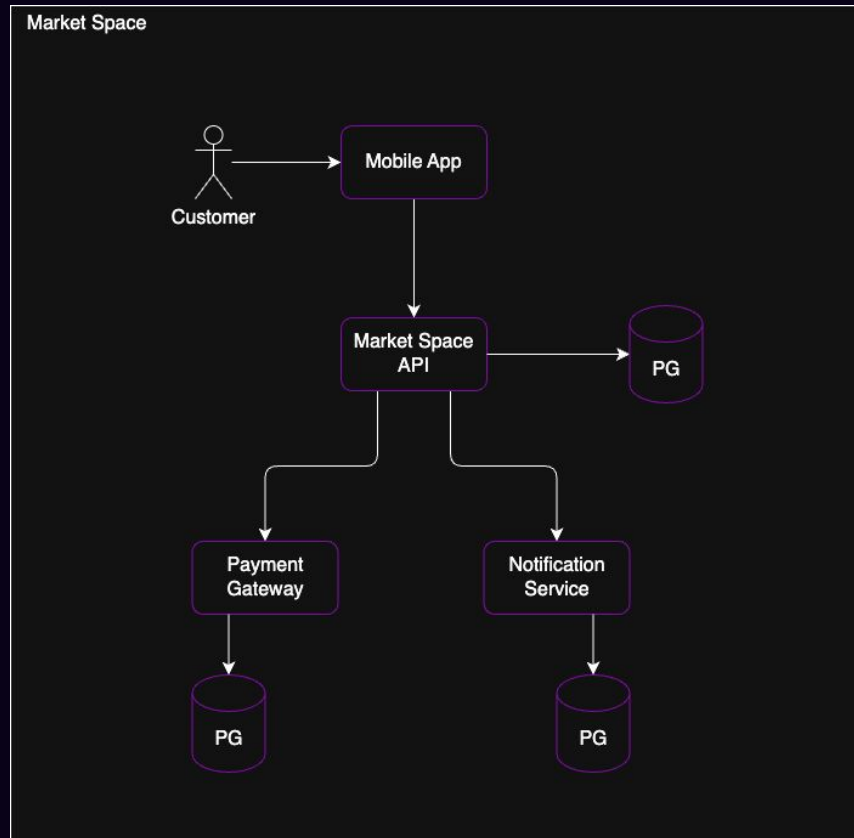 Market Space
Mobile App
Customer
Market Space
API
PG
Payment
Gateway
Notification
Service
PG
PG